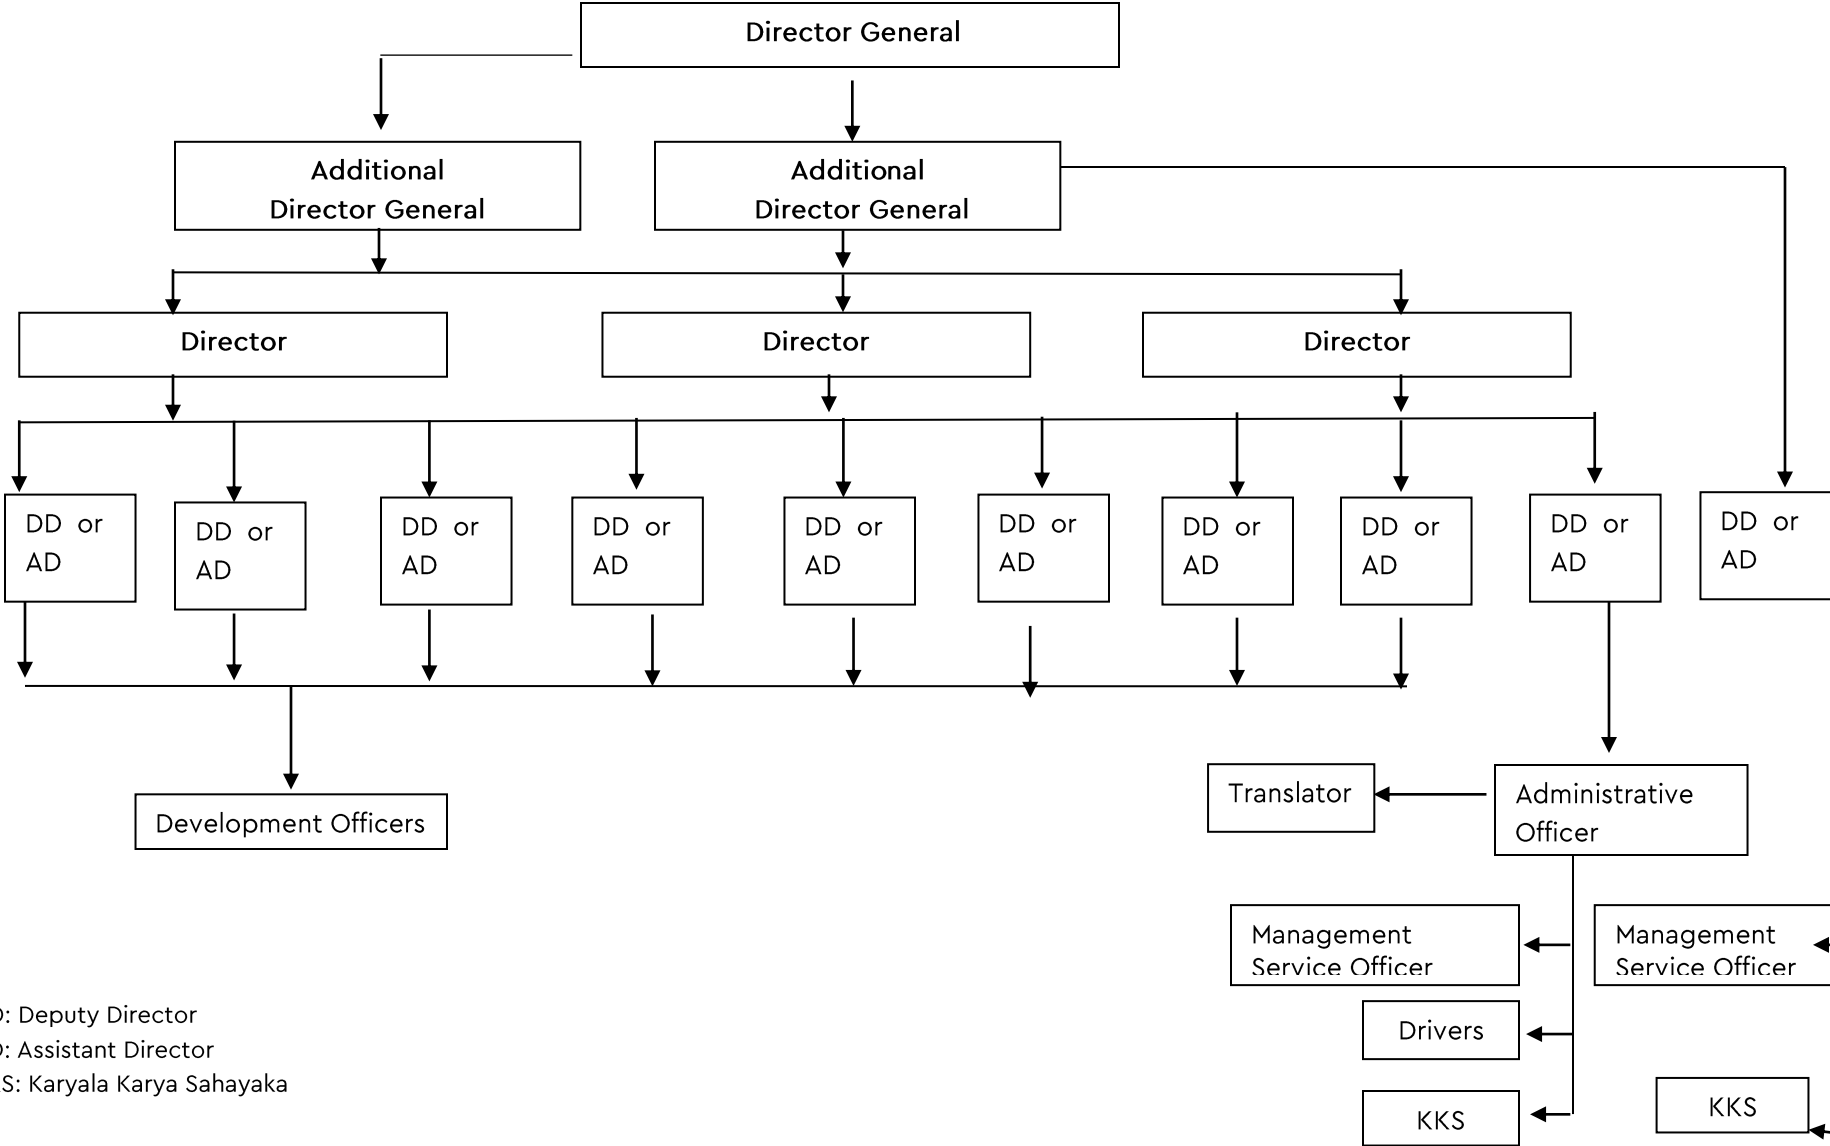 Director General
Additional
Director General
Additional
Director General
Director
Director
Director
DD or
AD
DD or
AD
DD or
AD
DD or
AD
DD or
AD
DD or
AD
DD or
AD
DD or
AD
DD or
AD
DD or
AD
Development Officers
Translator
Administrative
Officer
Management
Service Officer
Management
Service Officer
Drivers
KKS
KKS
D: Deputy Director
D: Assistant Director
S: Karyala Karya Sahayaka